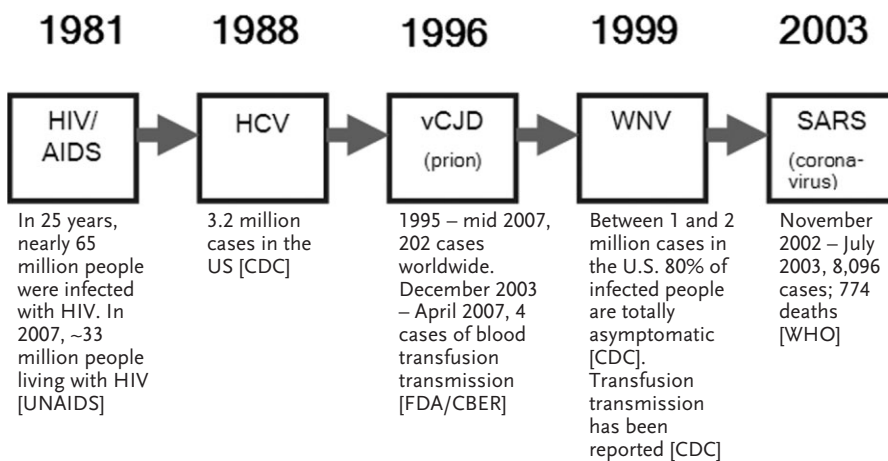 1981
1988
1996
1999
2003
HIV/
AIDS
HCV
vCJD
(prion)
WNV
SARS
(corona-
virus)
In 25 years,
nearly 65
million people
were infected
with HIV. In
2007, ~33
million people
living with HIV
[UNAIDS]
3.2 million
cases in the
US [CDC]
1995 – mid 2007,
202 cases
worldwide.
December 2003
– April 2007, 4
cases of blood
transfusion
transmission
[FDA/CBER]
Between 1 and 2
million cases in
the U.S. 80% of
infected people
are totally
asymptomatic
[CDC].
Transfusion
transmission
has been
reported [CDC]
November
2002 – July
2003, 8,096
cases; 774
deaths
[WHO]